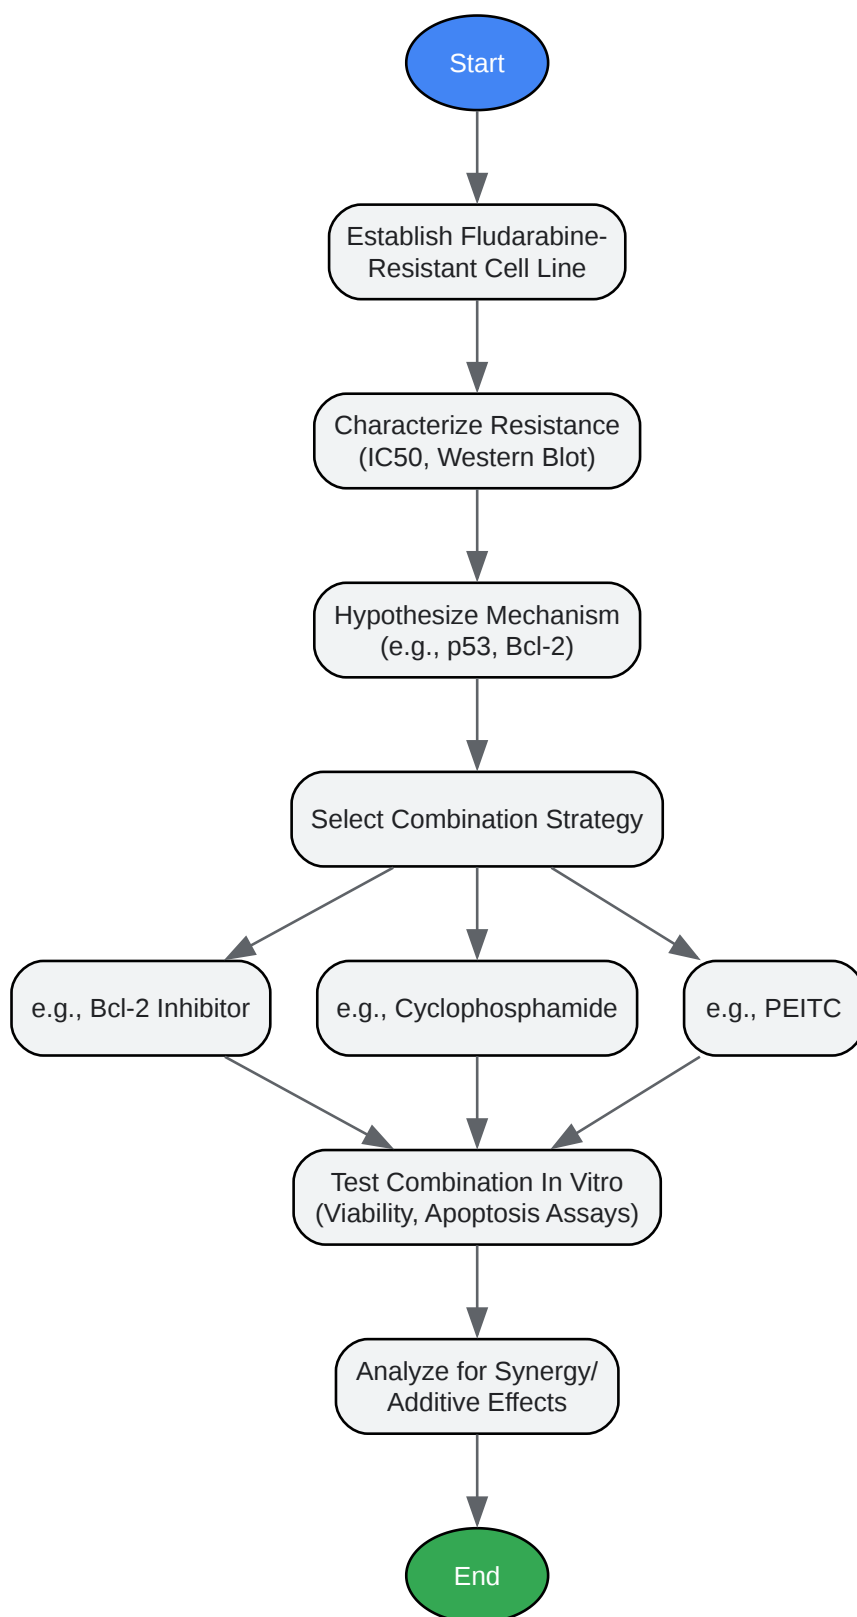 Start
Establish Fludarabine-
Resistant Cell Line
Characterize Resistance
(IC50, Western Blot)
Hypothesize Mechanism
(e.g., p53, Bcl-2)
Select Combination Strategy
e.g., Bcl-2 Inhibitor
e.g., Cyclophosphamide
e.g., PEITC
Test Combination In Vitro
(Viability, Apoptosis Assays)
Analyze for Synergy/
Additive Effects
End